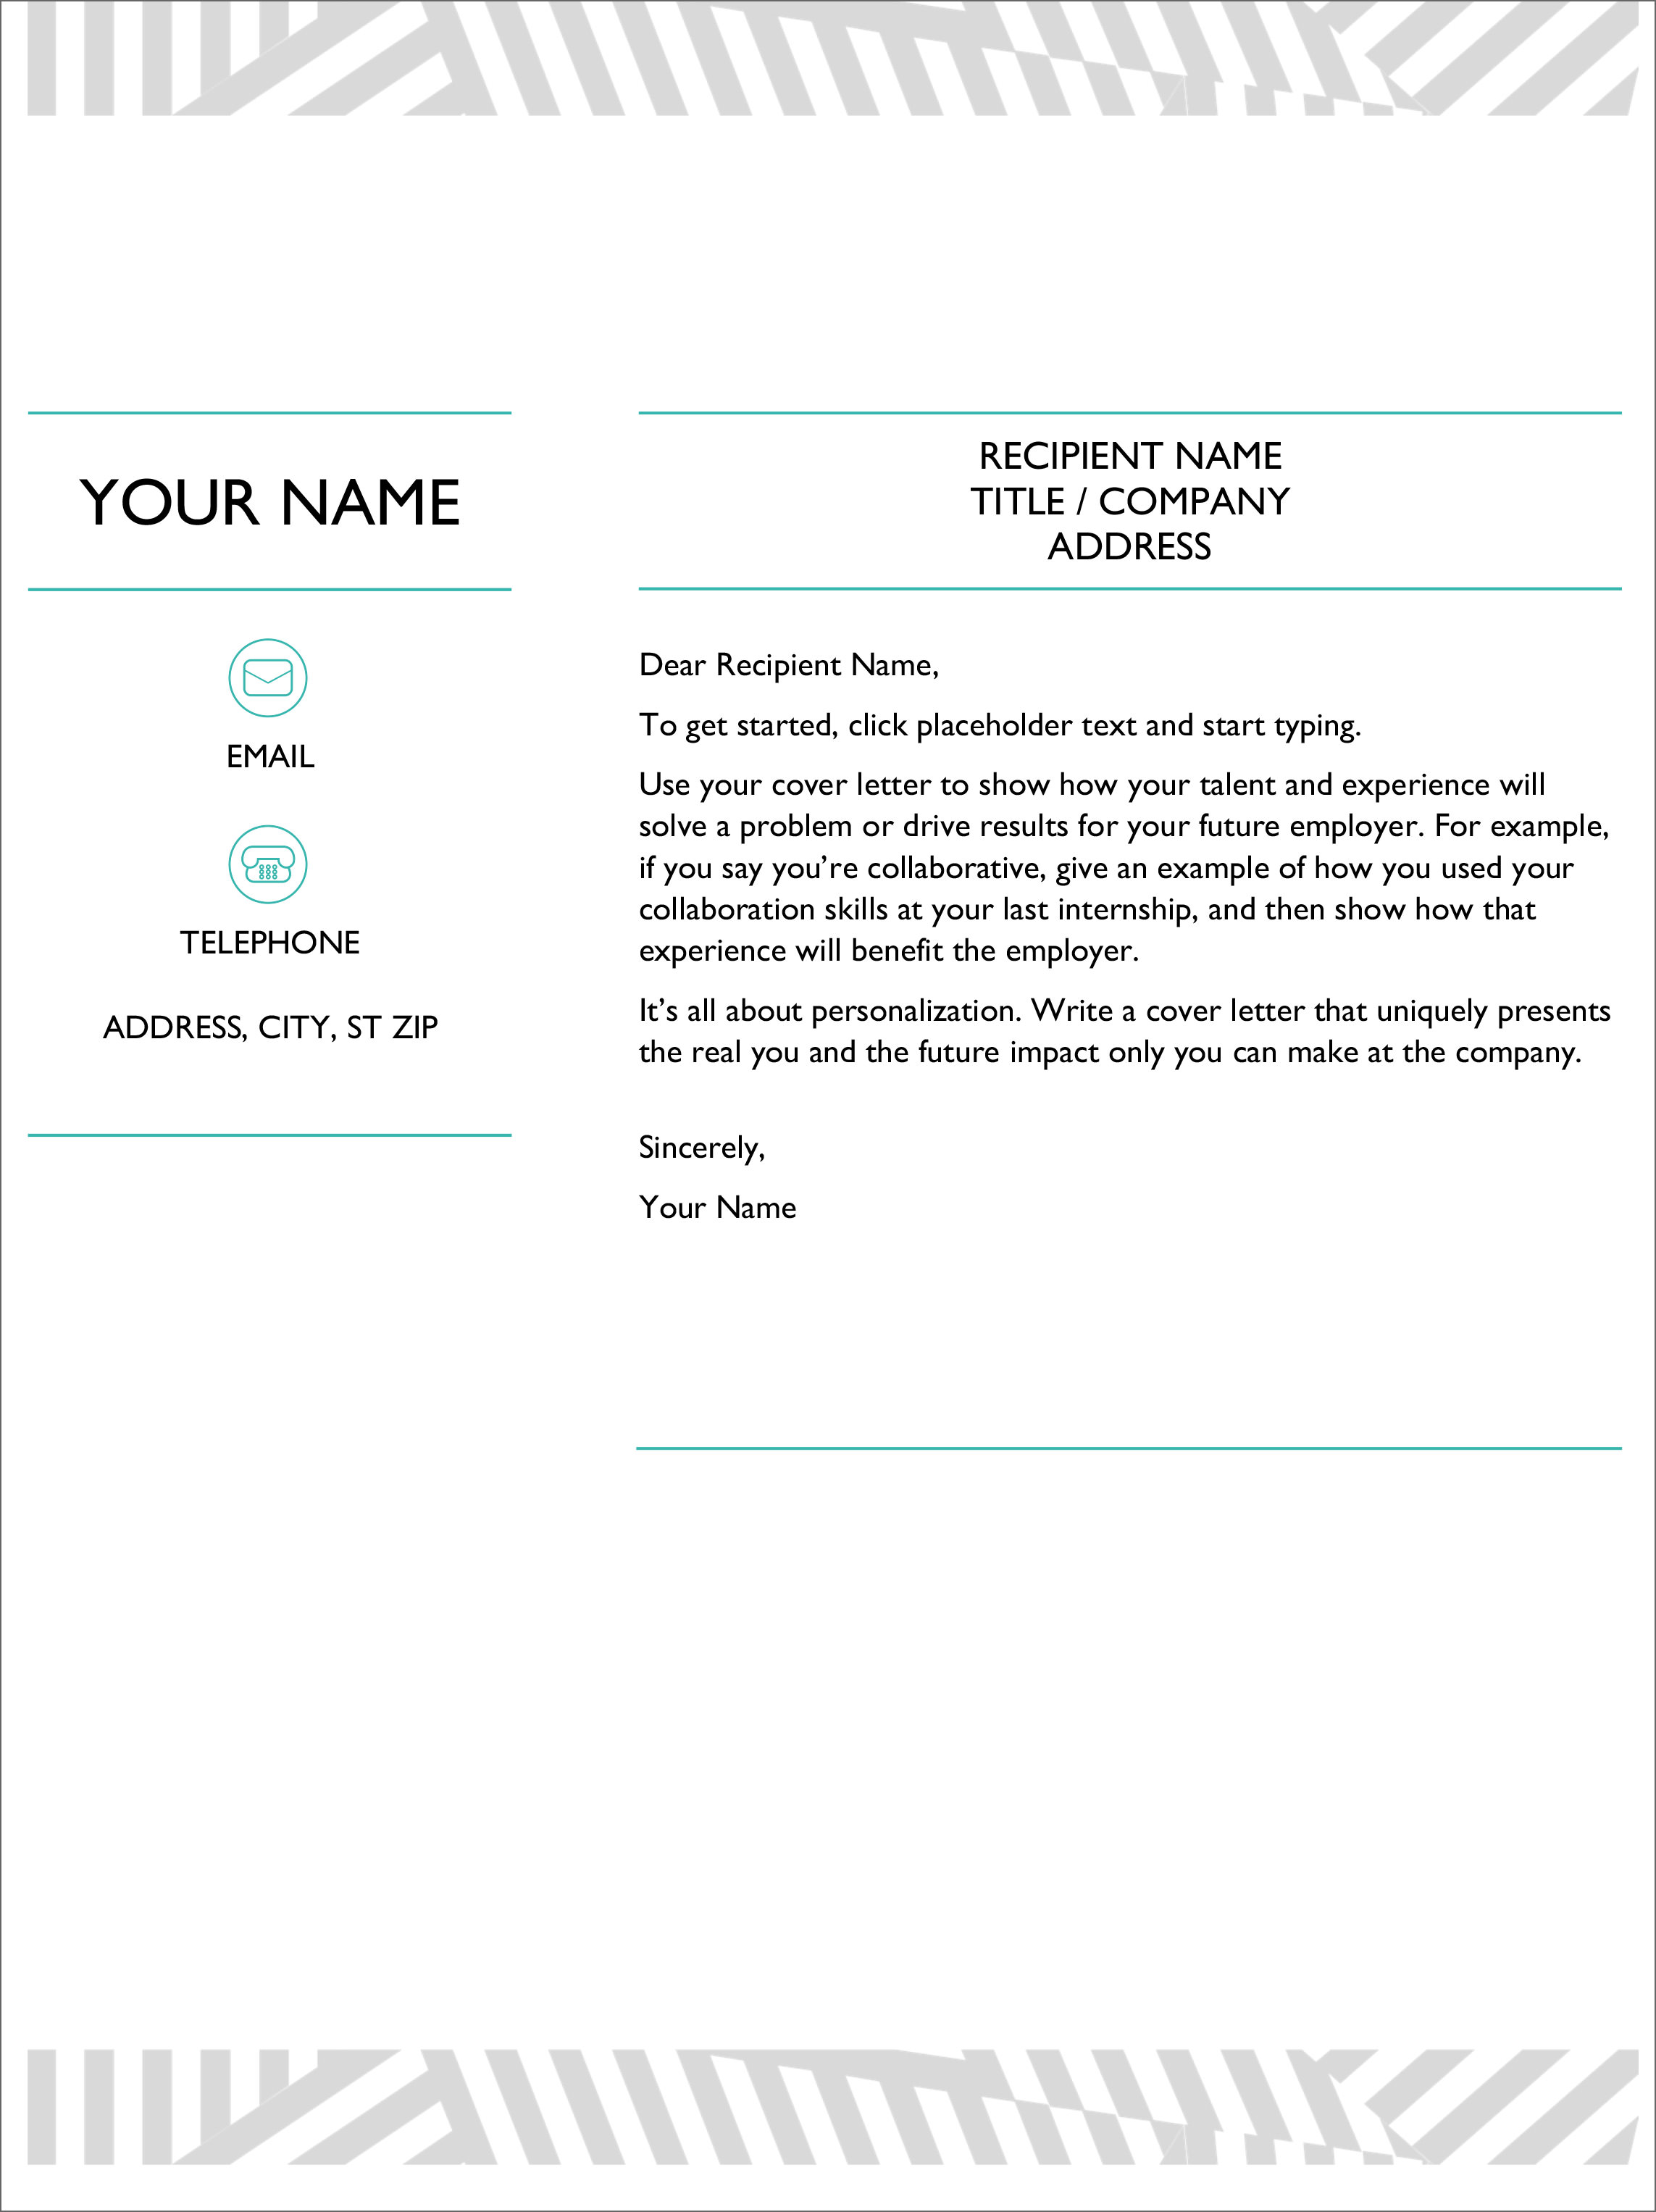 YOUR NAME
EMAIL
TELEPHONE
ADDRESS, CITY, ST ZIP
RECIPIENT NAME
TITLE / COMPANY
ADDRESS
Dear Recipient Name,
To get started, click placeholder text and start typing.
Use your cover letter to show how your talent and experience will
solve a problem or drive results for your future employer. For example,
if you say you’re collaborative, give an example of how you used your
collaboration skills at your last internship, and then show how that
experience will benefit the employer.
It’s all about personalization. Write a cover letter that uniquely presents
the real you and the future impact only you can make at the company.
Sincerely,
Your Name